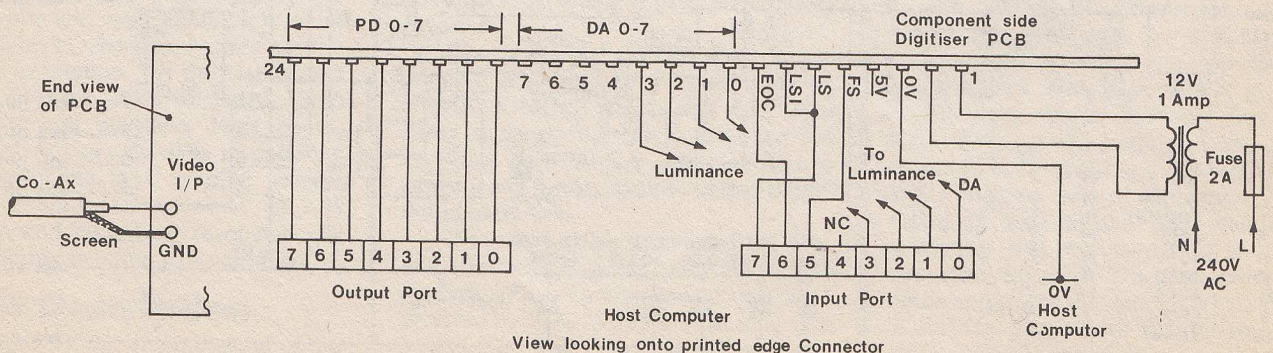 PD 0-7
DA 0-7
Component side
Digitiser PCB
24
7 6 5 4 3 2 1 0
EOC
LSI
LS
FS
5V
0V
1
12V
1 Amp
End view
of PCB
Video
I/P
Co-Ax
Screen
GND
Luminance
To
Luminance
DA
NC
Fuse
2A
N
L
240V
AC
7 6 5 4 3 2 1 0
Output Port
7 6 5 4 3 2 1 0
Input Port
0V
Host
Computor
Host Computer
View looking onto printed edge Connector